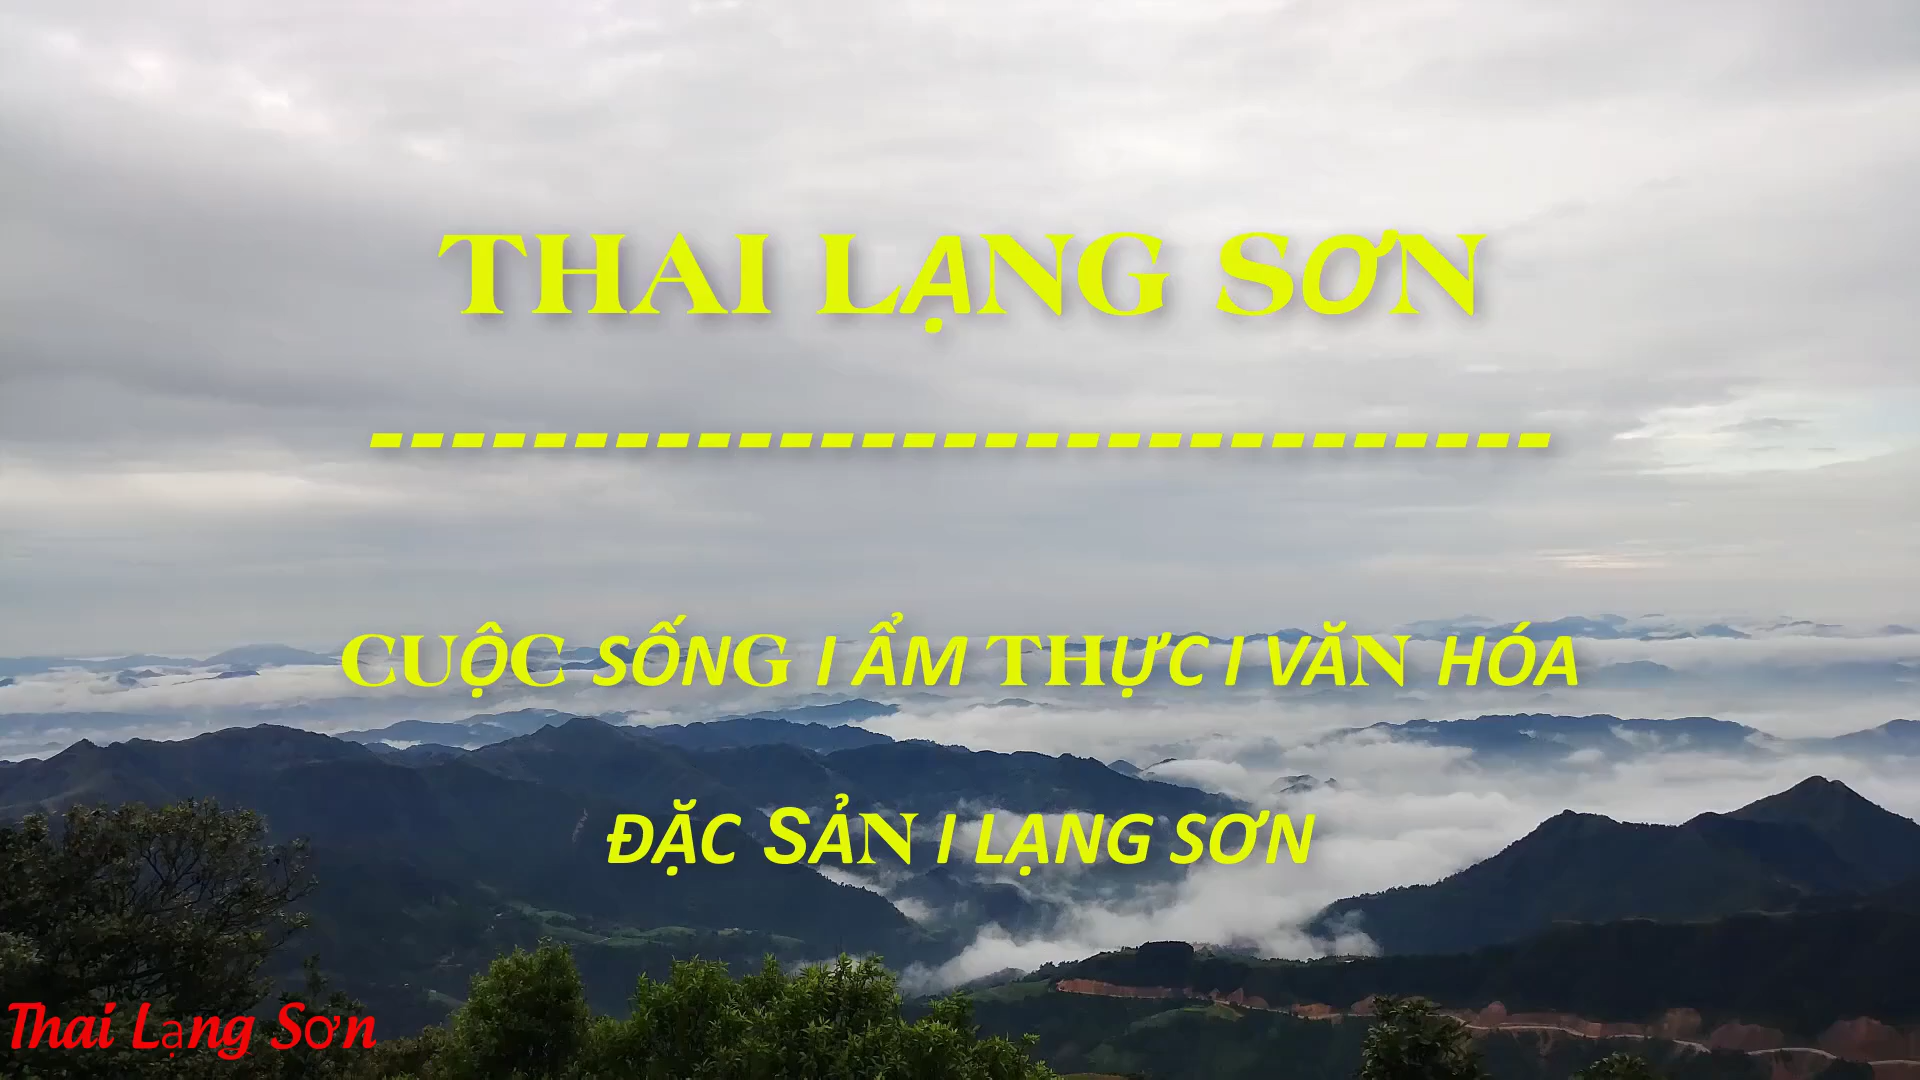 THAI LẠNG SƠN
-----------------------------
CUỘC SỐNG I ẨM THỰC I VĂN HÓA
ĐẶC SẢN I LẠNG SƠN
Thai Lạng Sơn